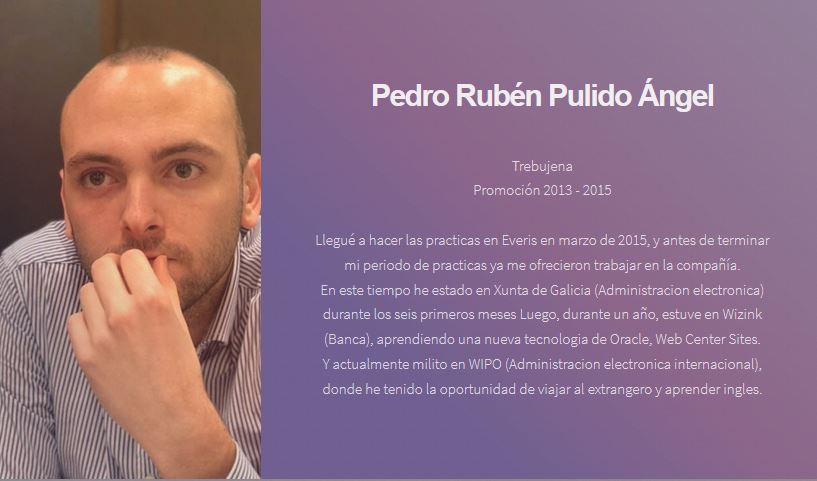 Pedro Rubén Pulido Ángel
Trebujena
Promoción 2013 - 2015
Llegué a hacer las practicas en Everis en marzo de 2015, y antes de terminar
mi periodo de practicas ya me ofrecieron trabajar en la compañía.
En este tiempo he estado en Xunta de Galicia (Administracion electronica)
durante los seis primeros meses Luego, durante un año, estuve en Wizink
(Banca), aprendiendo una nueva tecnologia de Oracle, Web Center Sites.
Y actualmente milito en WIPO (Administracion electronica internacional),
donde he tenido la oportunidad de viajar al extrangero y aprender ingles.